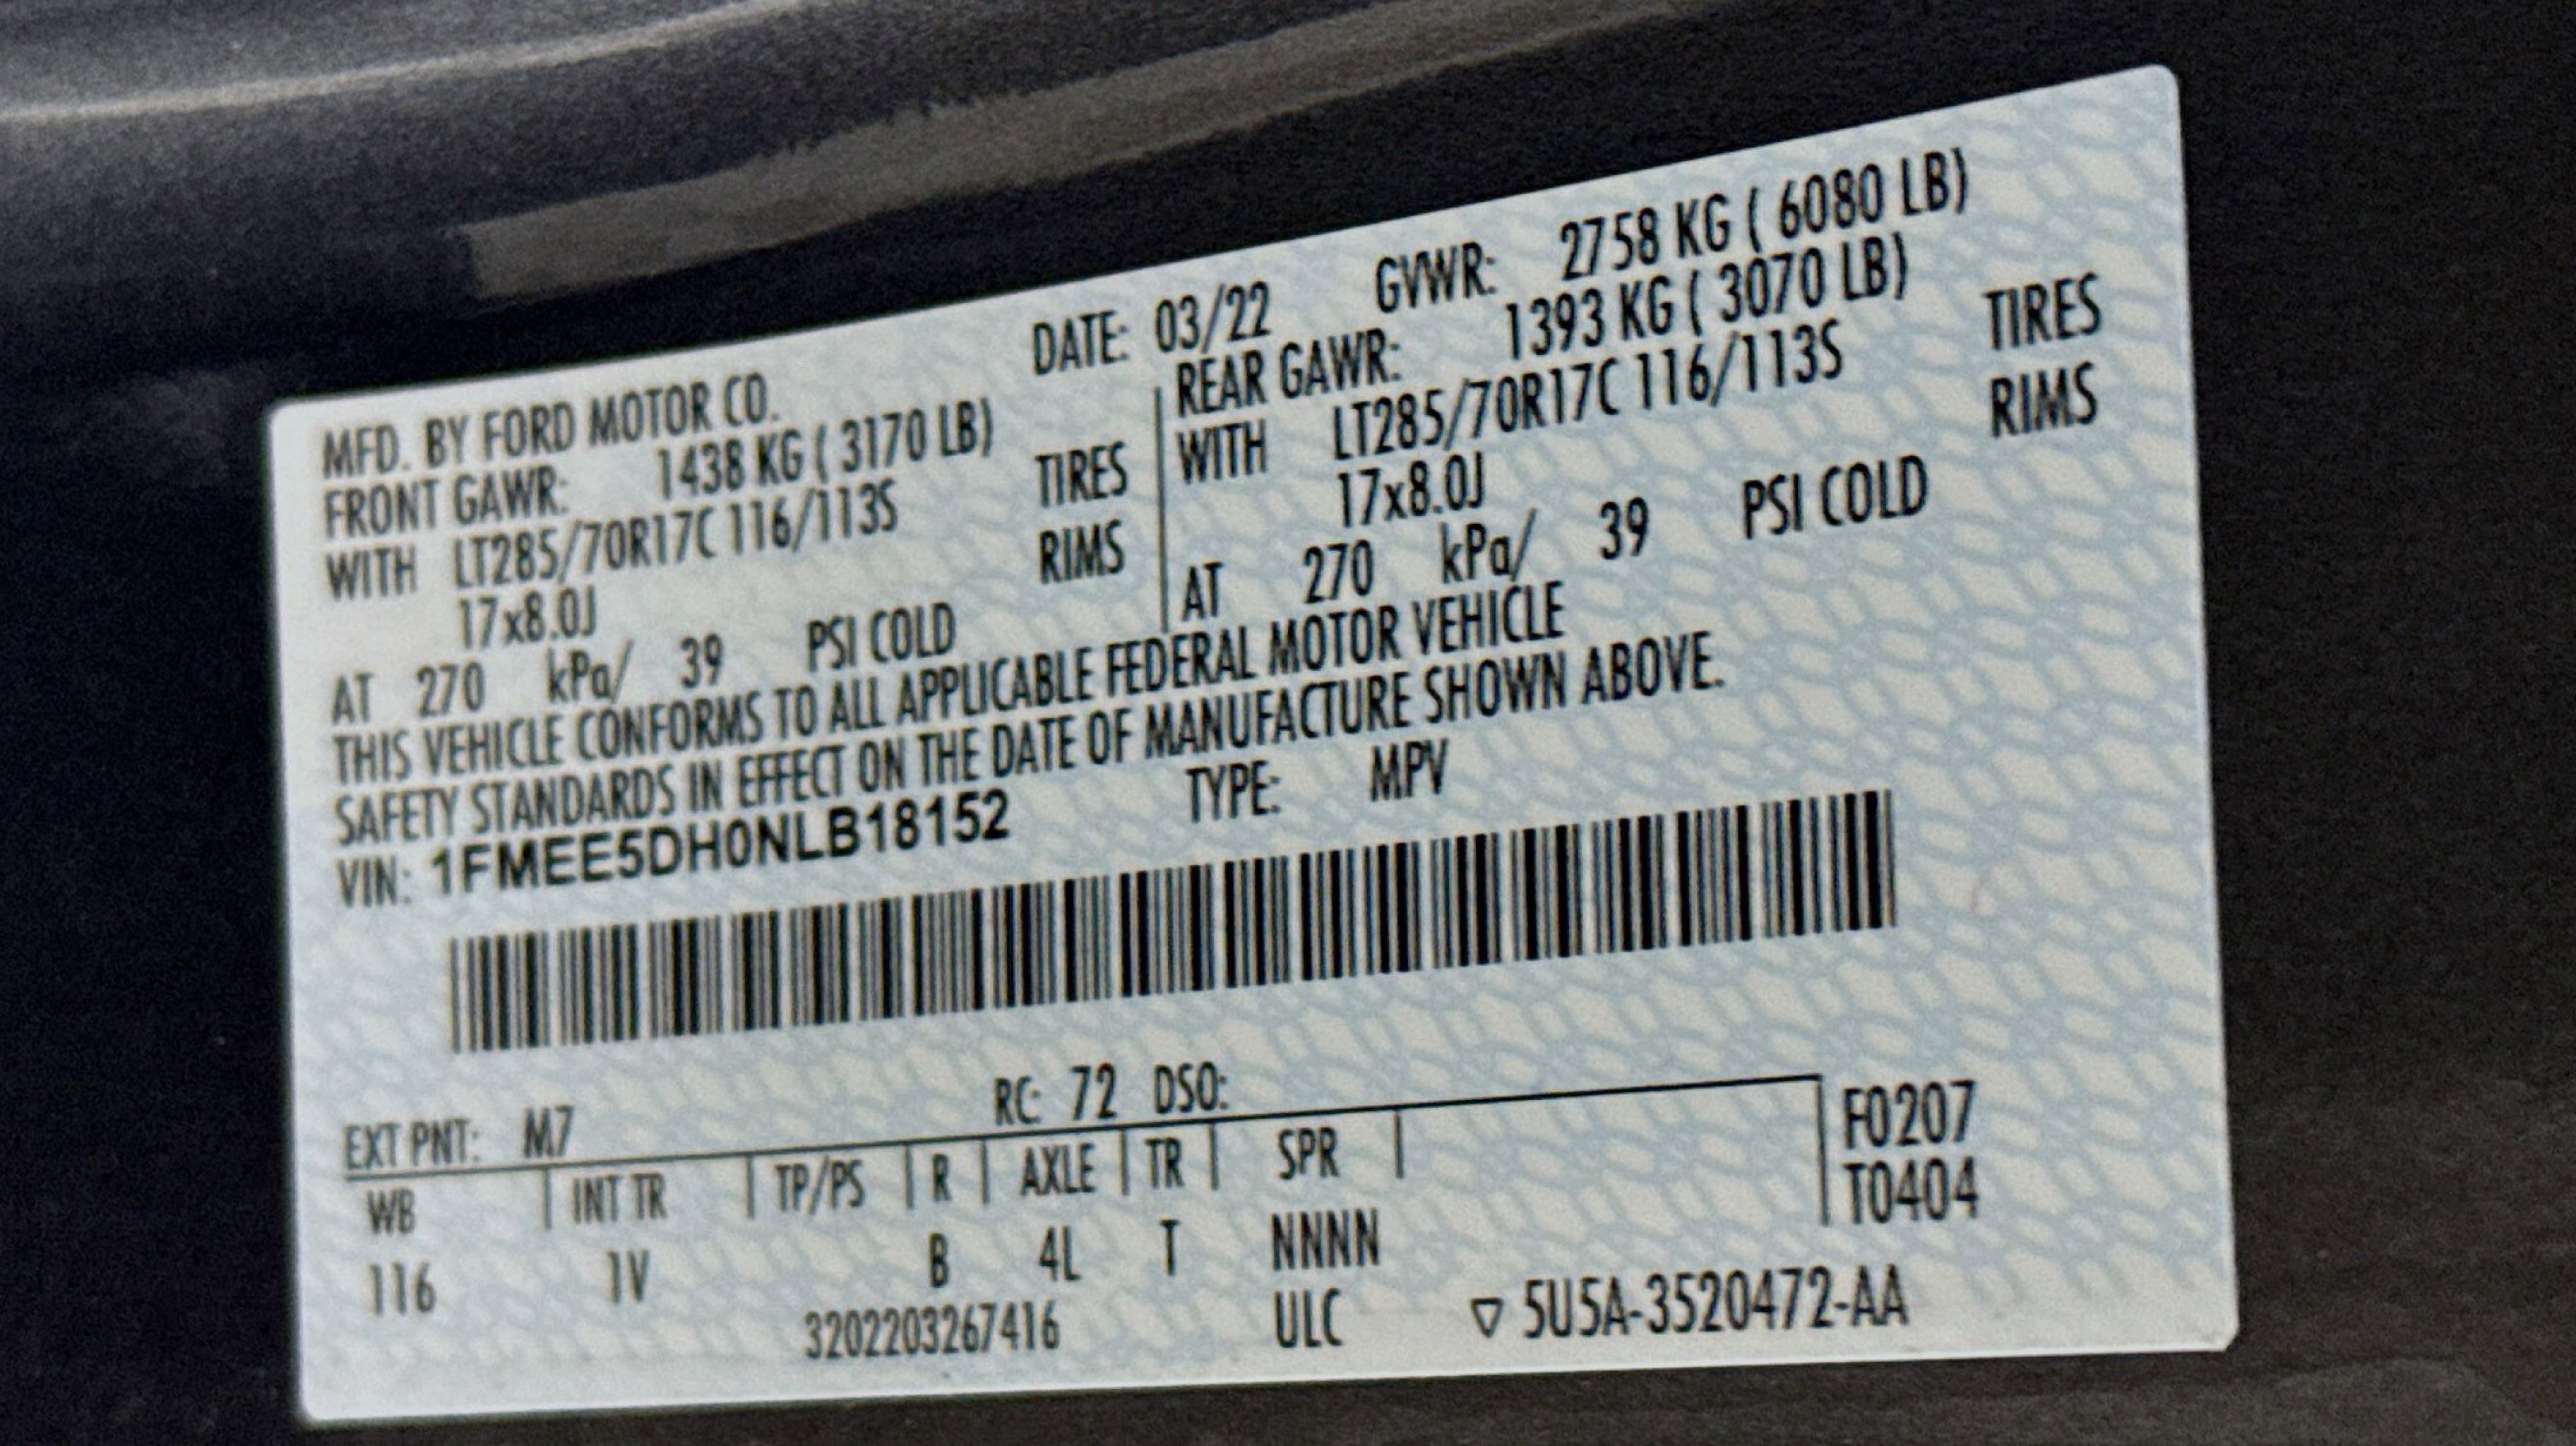 MFD. BY FORD MOTOR CO. DATE: 03/22 GVWR: 2758 KG ( 6080 LB)
FRONT GAWR: 1438 KG ( 3170 LB) REAR GAWR: 1393 KG ( 3070 LB)
WITH LT285/70R17C 116/113S TIRES WITH LT285/70R17C 116/113S TIRES
17x8.0J RIMS 17x8.0J RIMS
AT 270 kPa/ 39 PSI COLD AT 270 kPa/ 39 PSI COLD
THIS VEHICLE CONFORMS TO ALL APPLICABLE FEDERAL MOTOR VEHICLE
SAFETY STANDARDS IN EFFECT ON THE DATE OF MANUFACTURE SHOWN ABOVE.
VIN: 1FMEE5DH0NLB18152 TYPE: MPV
EXT PNT: M7 RC: 72 DSO:
WB INT TR TP/PS R AXLE TR SPR F0207
T0404
116 1V B 4L T NNNN
3202203267416 ULC ▽ 5U5A-3520472-AA